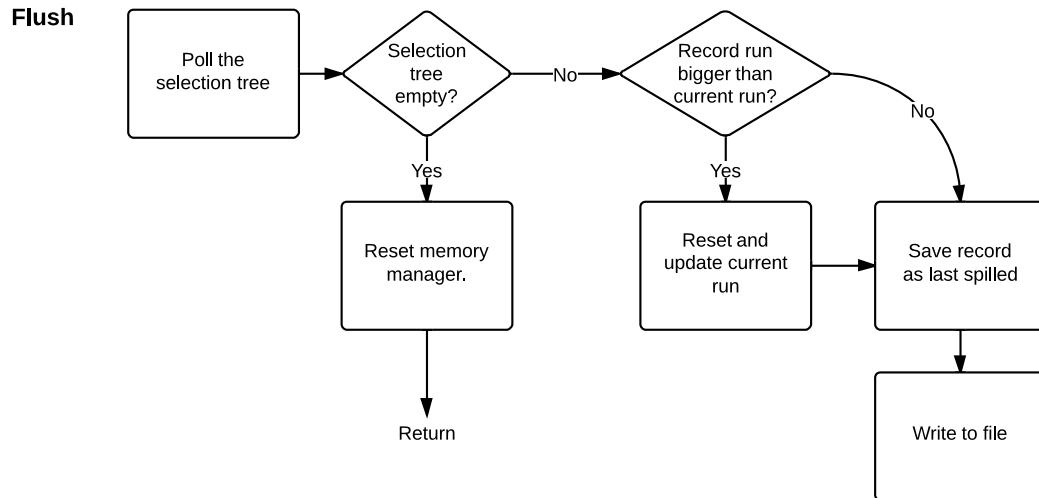 Flush
Poll the
selection tree
Selection
tree
empty?
No
Record run
bigger than
current run?
No
Yes
Yes
Reset memory
manager.
Reset and
update current
run
Save record
as last spilled
Return
Write to file